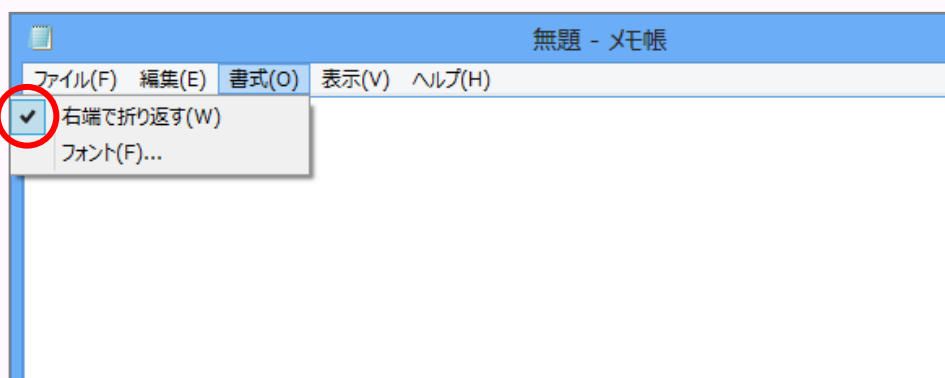 無題 - メモ帳
ファイル(F) 編集(E) 書式(O) 表示(V) ヘルプ(H)
右端で折り返す(W)
フォント(F)...